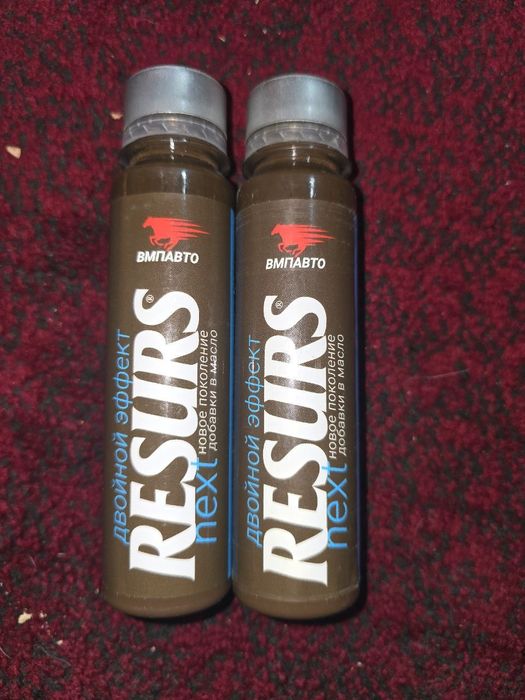 ВМПАВТО
двойной эффект
RESURS®
next новое поколение
добавки в масло
ВМПАВТО
двойной эффект
RESURS®
next новое поколение
добавки в масло